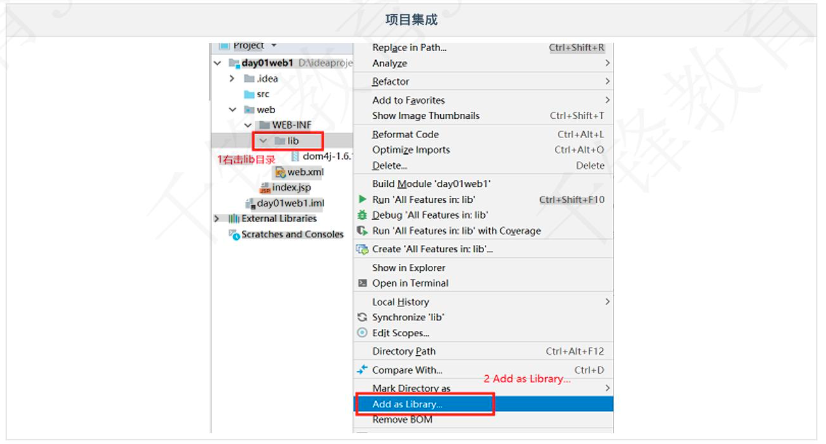 项目集成
Project
day01web1 D:\ideaproje
.idea
src
web
WEB-INF
lib
1右击lib目录
dom4j-1.6.1
web.xml
index.jsp
day01web1.iml
External Libraries
Scratches and Consoles
Replace in Path... Ctrl+Shift+R
Analyze
Refactor
Add to Favorites
Show Image Thumbnails Ctrl+Shift+T
Reformat Code Ctrl+Alt+L
Optimize Imports Ctrl+Alt+O
Delete... Delete
Build Module 'day01web1'
Run 'All Features in: lib' Ctrl+Shift+F10
Debug 'All Features in: lib'
Run 'All Features in: lib' with Coverage
Create 'All Features in: lib'...
Show in Explorer
Open in Terminal
Local History
Synchronize 'lib'
Edit Scopes...
Directory Path Ctrl+Alt+F12
Compare With... Ctrl+D
2 Add as Library...
Mark Directory as
Add as Library...
Remove BOM
千锋教育